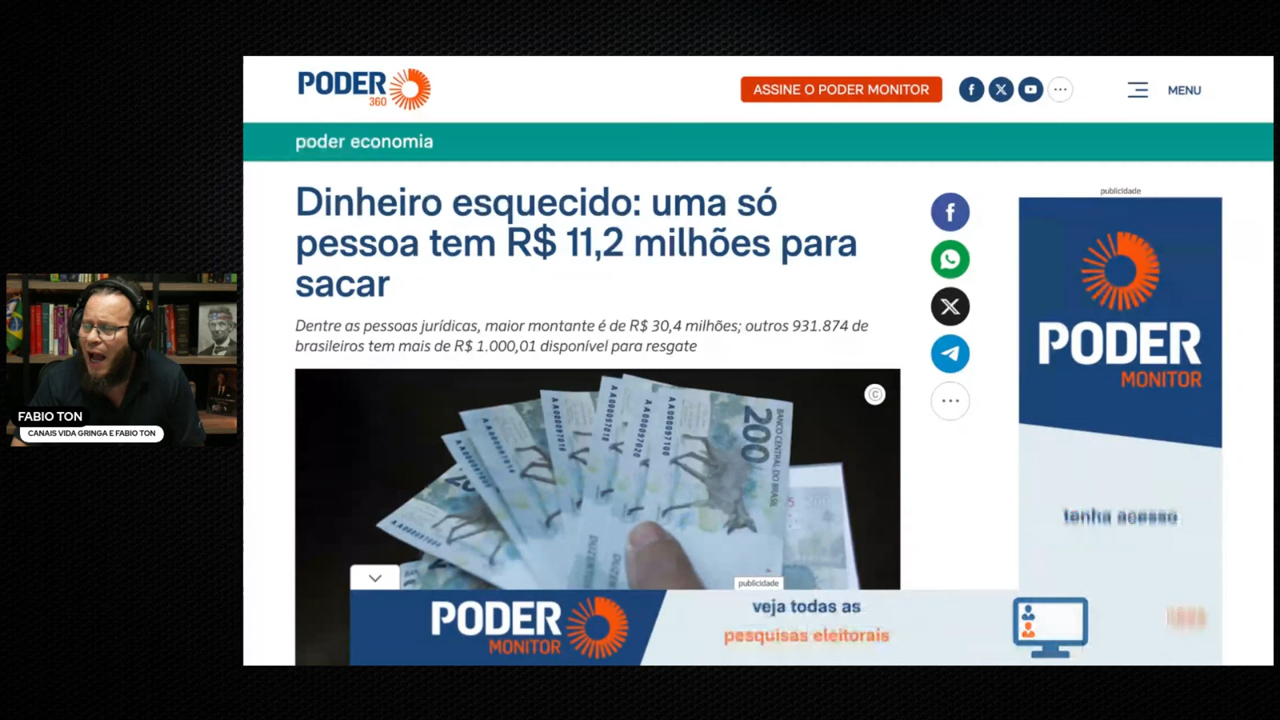 PODER
360
ASSINE O PODER MONITOR
MENU
poder economia
Dinheiro esquecido: uma só
pessoa tem R$ 11,2 milhões para
sacar
Dentre as pessoas jurídicas, maior montante é de R$ 30,4 milhões; outros 931.874 de
brasileiros tem mais de R$ 1.000,01 disponível para resgate
publicidade
PODER
MONITOR
tenha acesso
200
BANCO CENTRAL DO BRASIL
AA000097100
AA000097020
FABIO TON
CANAIS VIDA GRINGA E FABIO TON
publicidade
PODER
MONITOR
veja todas as
pesquisas eleitorais